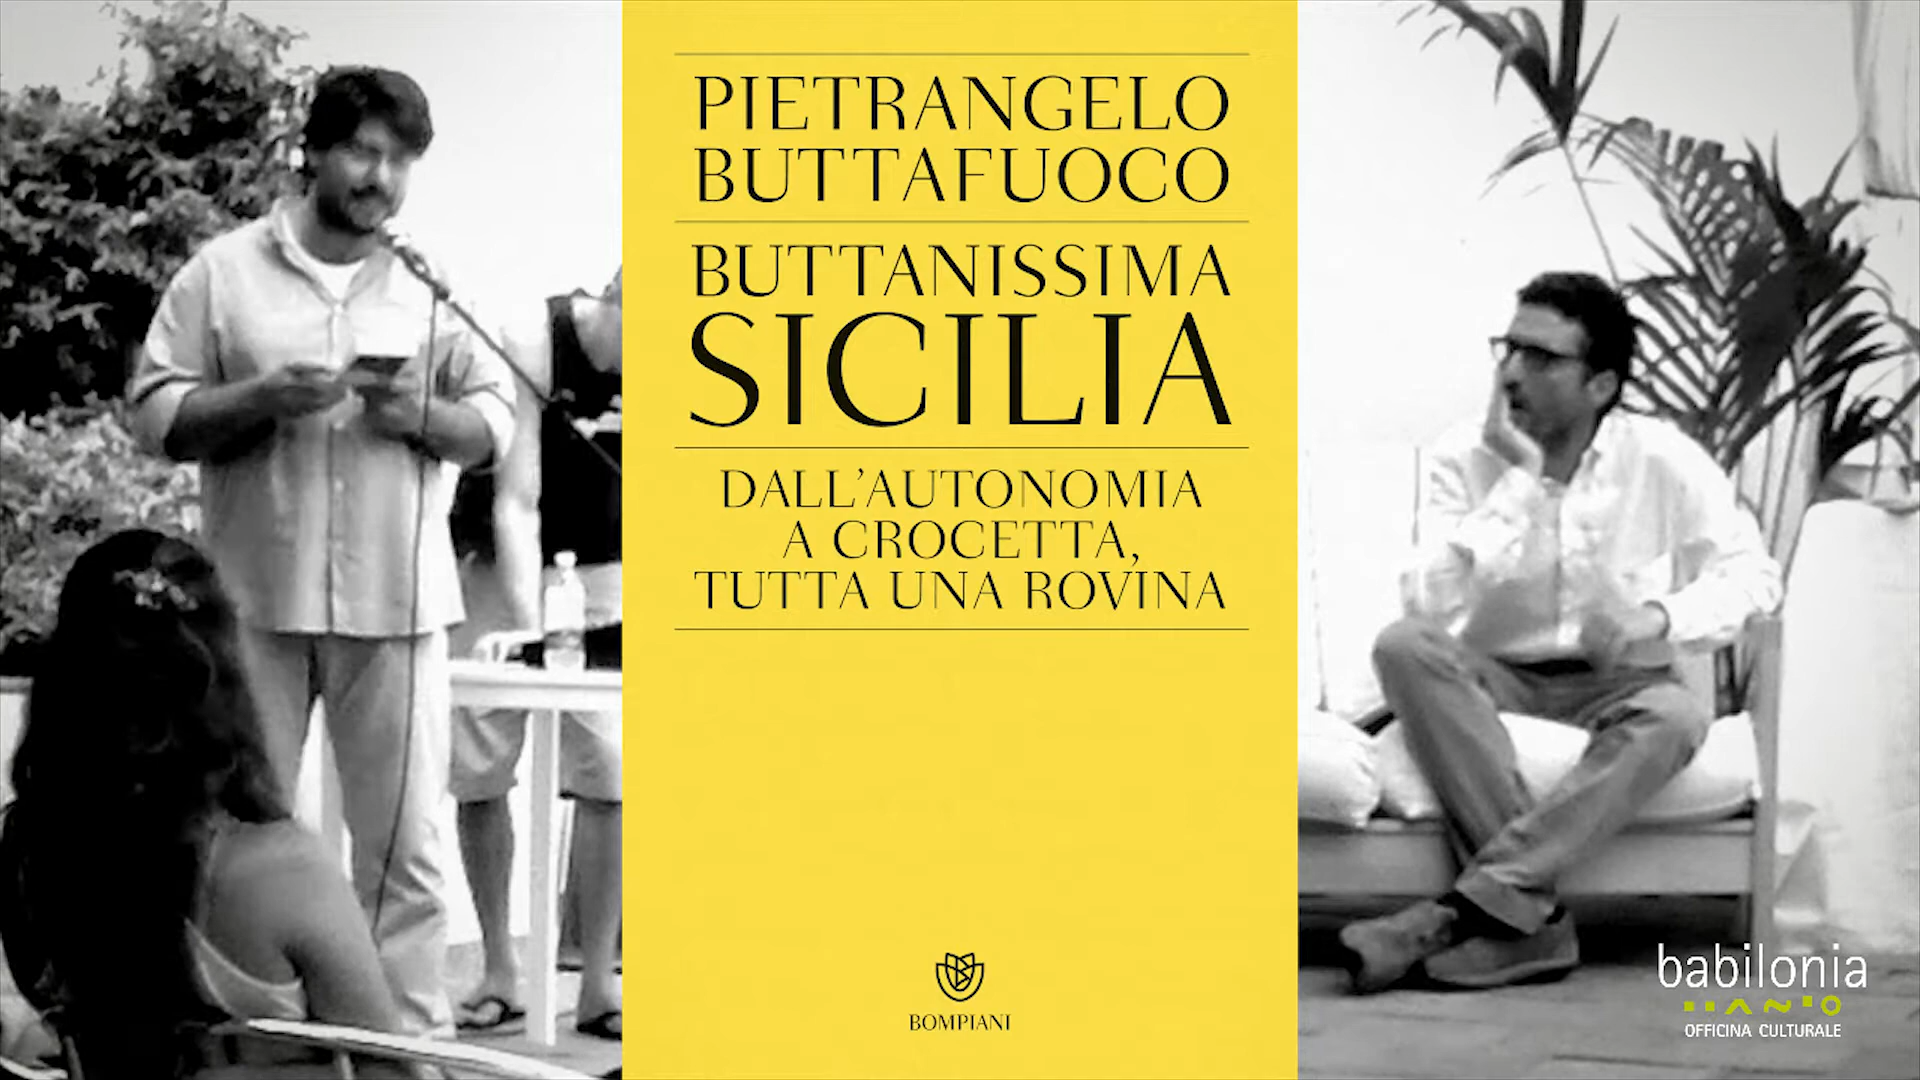 PIETRANGELO
BUTTAFUOCO
BUTTANISSIMA
SICILIA
DALL’AUTONOMIA
A CROCETTA,
TUTTA UNA ROVINA
BOMPIANI
babilonia
OFFICINA CULTURALE